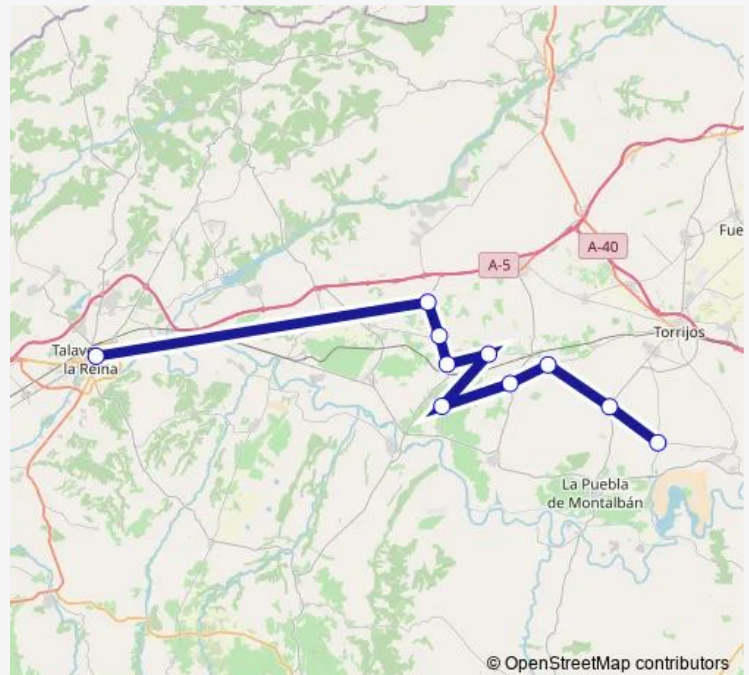 A-5
A-40
Fue
Torrijos
Talav
la Reina
La Puebla
de Montalbán
© OpenStreetMap contributors